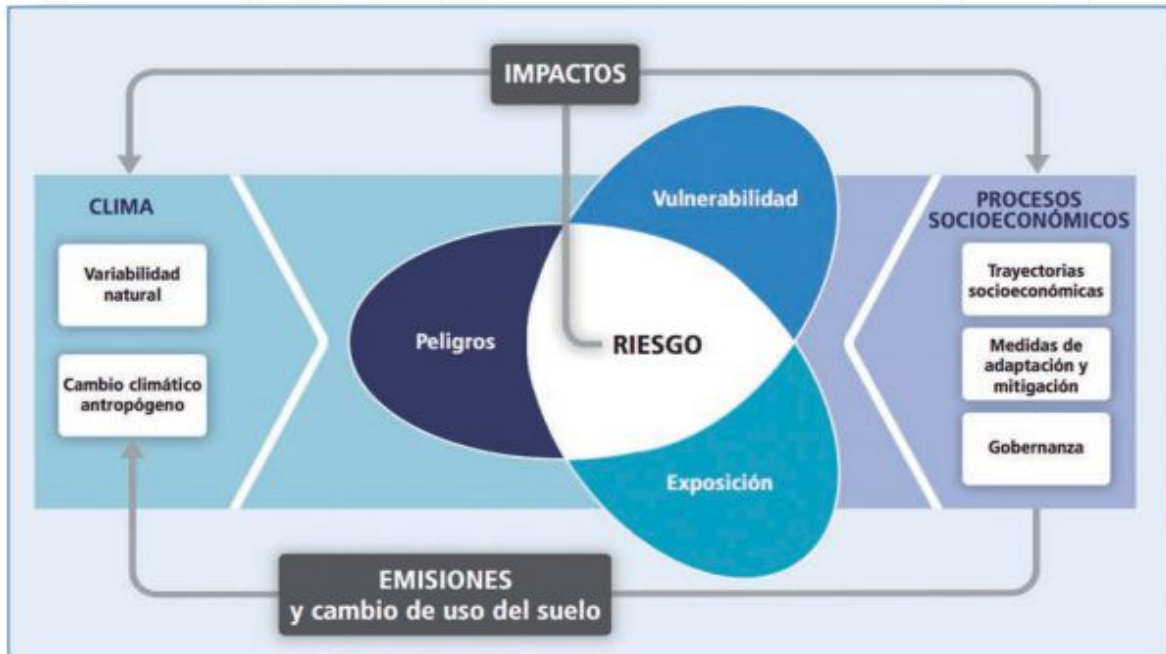 IMPACTOS
CLIMA
Variabilidad
natural
Cambio climático
antropógeno
Vulnerabilidad
Peligros
RIESGO
Exposición
PROCESOS
SOCIOECONÓMICOS
Trayectorias
socioeconómicas
Medidas de
adaptación y
mitigación
Gobernanza
EMISIONES
y cambio de uso del suelo